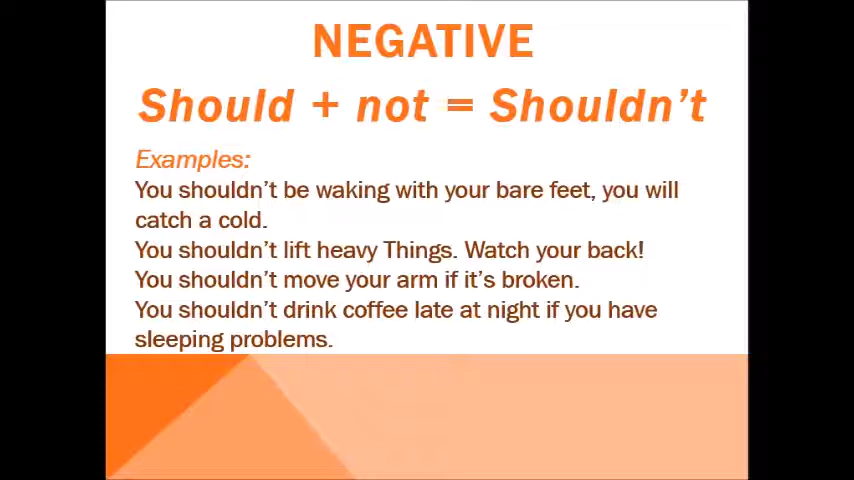 NEGATIVE
Should + not = Shouldn’t
Examples:
You shouldn’t be waking with your bare feet, you will
catch a cold.
You shouldn’t lift heavy Things. Watch your back!
You shouldn’t move your arm if it’s broken.
You shouldn’t drink coffee late at night if you have
sleeping problems.